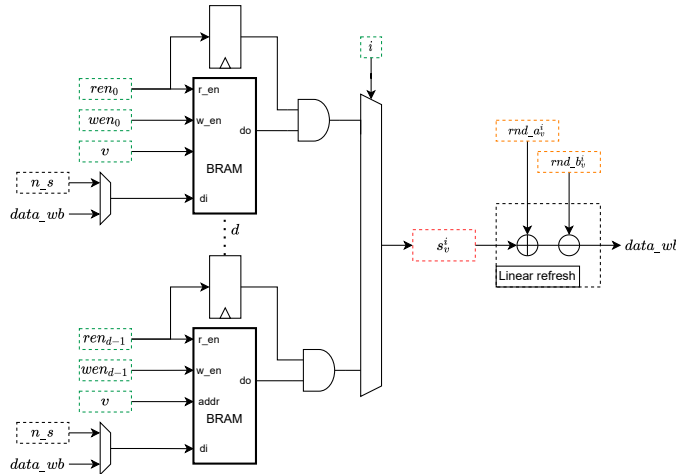 i
ren_0
r_en
wen_0
w_en
do
v
BRAM
n_s
di
data_wb
d
rnd_a_v^i
rnd_b_v^i
s_v^i
data_wb
Linear refresh
ren_{d-1}
r_en
wen_{d-1}
w_en
do
v
addr
BRAM
n_s
di
data_wb